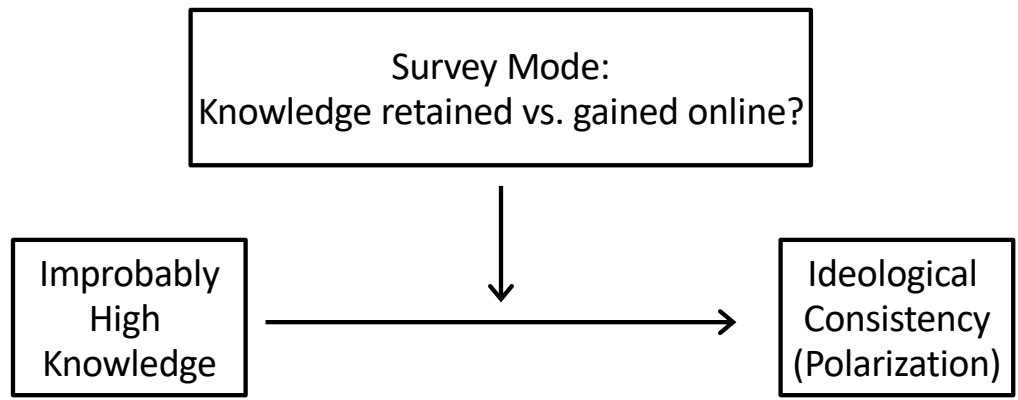 Survey Mode:
Knowledge retained vs. gained online?
Improbably
High
Knowledge
Ideological
Consistency
(Polarization)